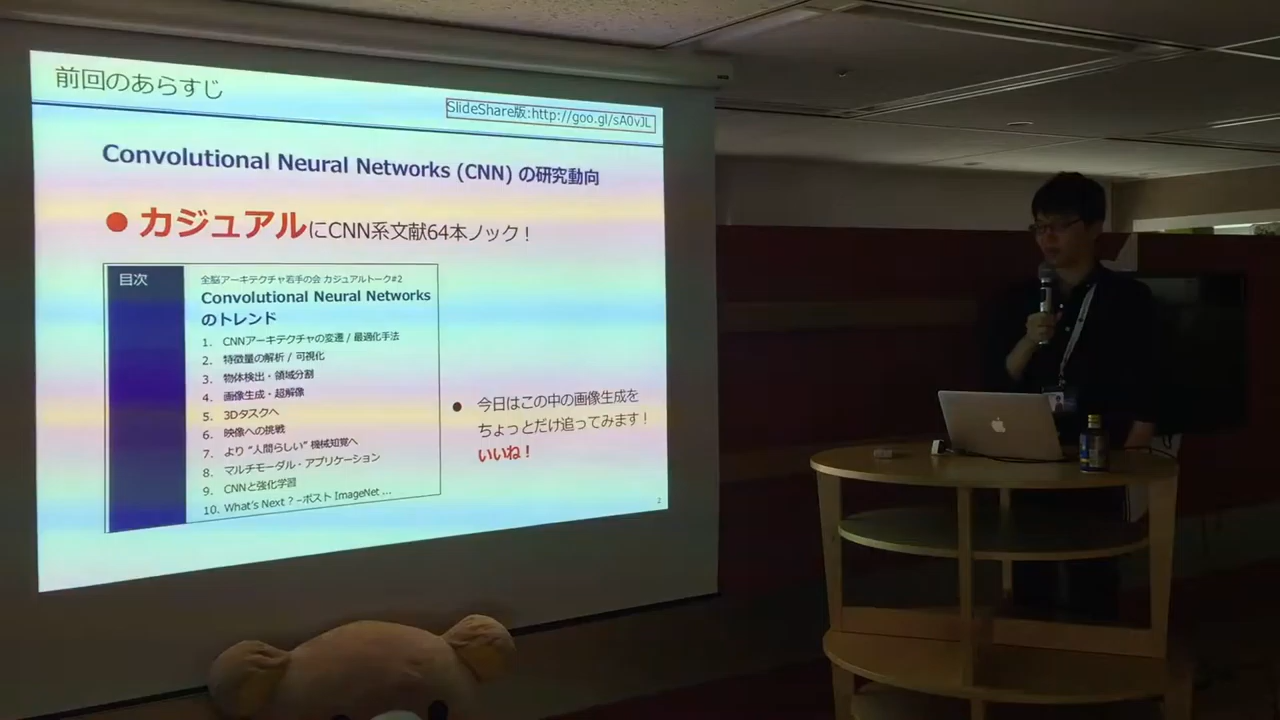 前回のあらすじ
SlideShare版:http://goo.gl/sA0vJL
Convolutional Neural Networks (CNN) の研究動向
● カジュアルにCNN系文献64本ノック！
目次
全脳アーキテクチャ若手の会 カジュアルトーク#2
Convolutional Neural Networks
のトレンド
1. CNNアーキテクチャの変遷 / 最適化手法
2. 特徴量の解析 / 可視化
3. 物体検出・領域分割
4. 画像生成・超解像
5. 3Dタスクへ
6. 映像への挑戦
7. より “人間らしい” 機械知覚へ
8. マルチモーダル・アプリケーション
9. CNNと強化学習
10. What's Next ? –ポスト ImageNet ...
● 今日はこの中の画像生成を
ちょっとだけ追ってみます！
いいね！
2